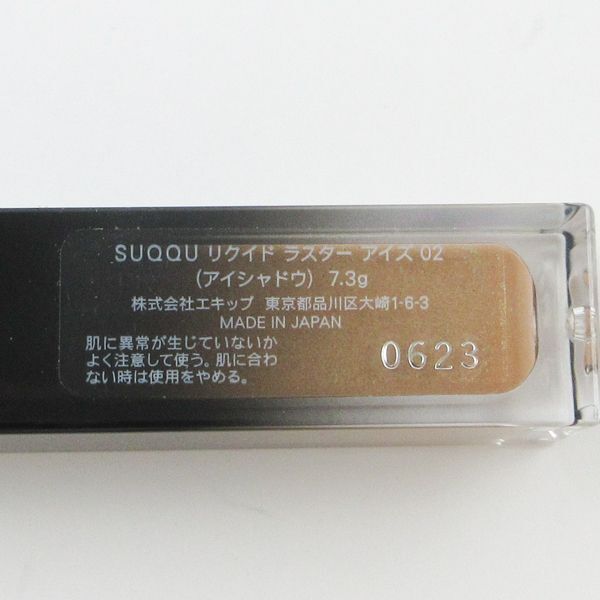 SUQQU リクイド ラスター アイズ 02
(アイシャドウ) 7.3g
株式会社エキップ 東京都品川区大崎1-6-3
MADE IN JAPAN
肌に異常が生じていないか
よく注意して使う。肌に合わ
ない時は使用をやめる。
0623